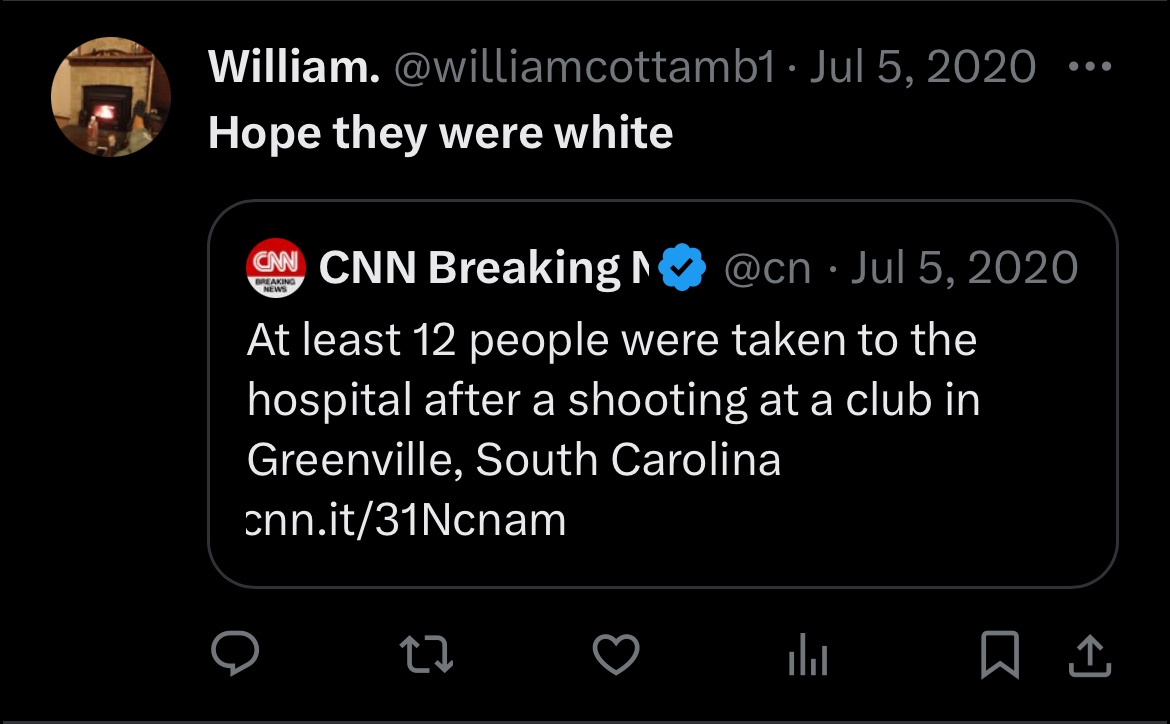 William. @williamcottamb1 · Jul 5, 2020
Hope they were white
CNN BREAKING NEWS
CNN Breaking N @cn · Jul 5, 2020
At least 12 people were taken to the
hospital after a shooting at a club in
Greenville, South Carolina
cnn.it/31Ncnam